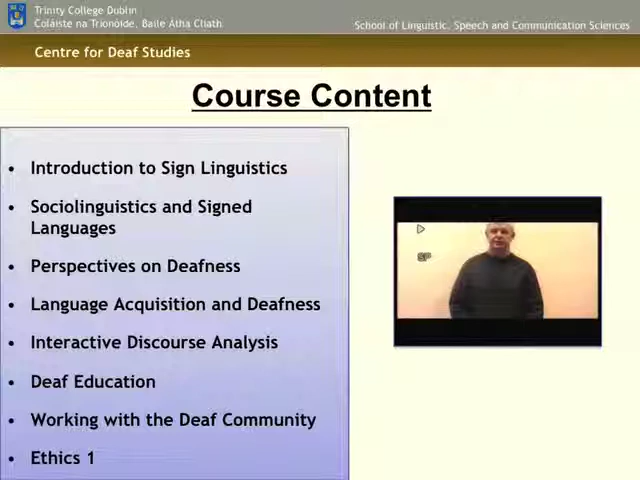 Trinity College Dublin
Coláiste na Tríonóide, Baile Átha Cliath
School of Linguistic, Speech and Communication Sciences
Centre for Deaf Studies
Course Content
• Introduction to Sign Linguistics
• Sociolinguistics and Signed
Languages
• Perspectives on Deafness
• Language Acquisition and Deafness
• Interactive Discourse Analysis
• Deaf Education
• Working with the Deaf Community
• Ethics 1
SP